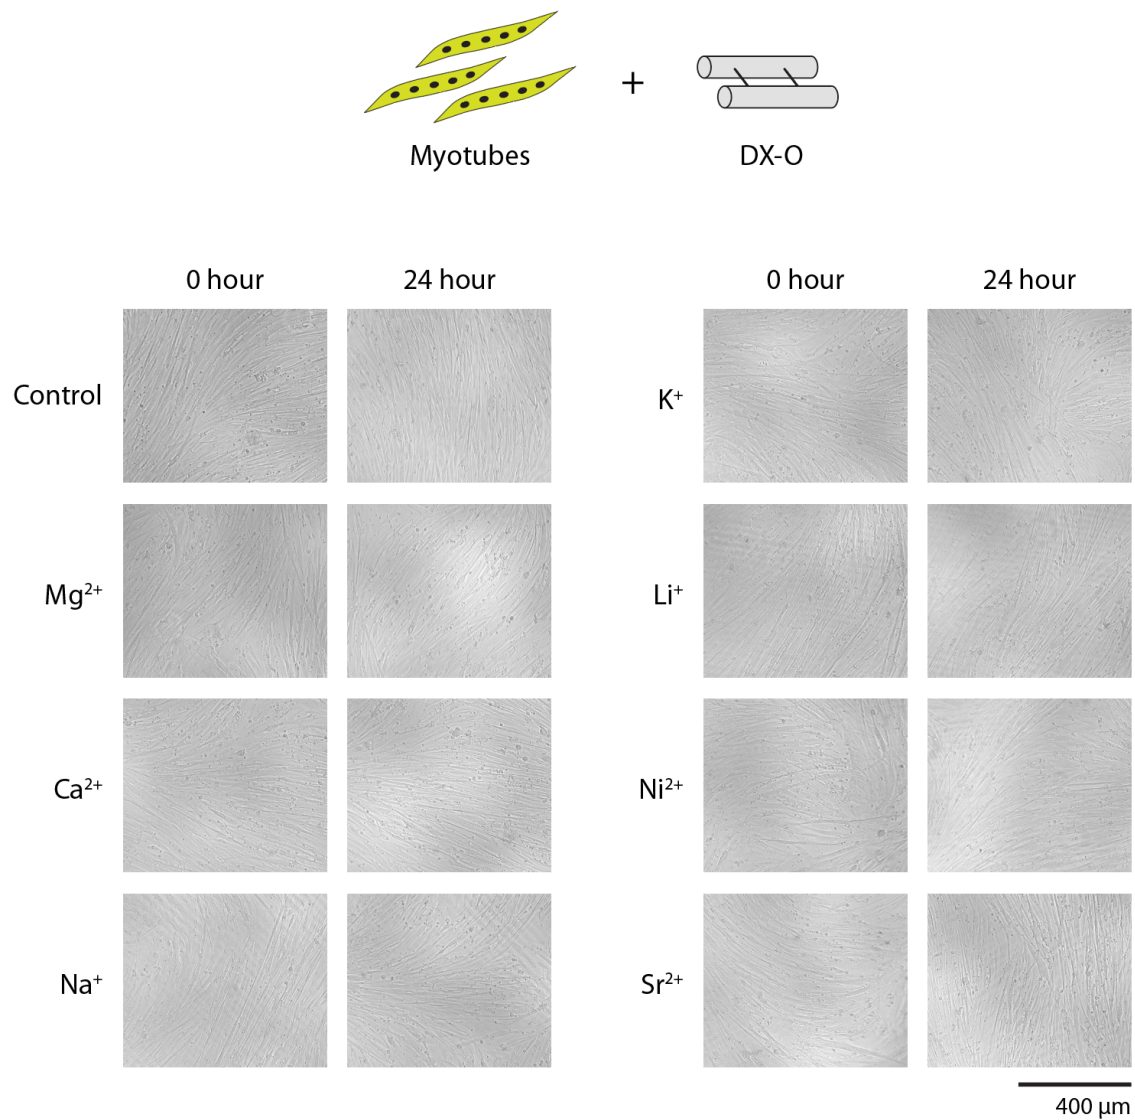 +
Myotubes
DX-O
0 hour
24 hour
0 hour
24 hour
Control
K⁺
Mg²⁺
Li⁺
Ca²⁺
Ni²⁺
Na⁺
Sr²⁺
400 μm